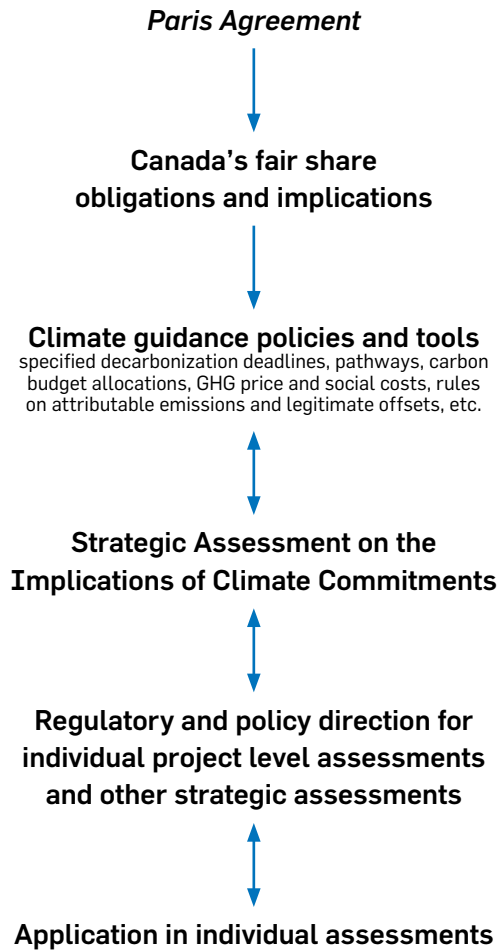 Paris Agreement
Canada’s fair share
obligations and implications
Climate guidance policies and tools
specified decarbonization deadlines, pathways, carbon
budget allocations, GHG price and social costs, rules
on attributable emissions and legitimate offsets, etc.
Strategic Assessment on the
Implications of Climate Commitments
Regulatory and policy direction for
individual project level assessments
and other strategic assessments
Application in individual assessments